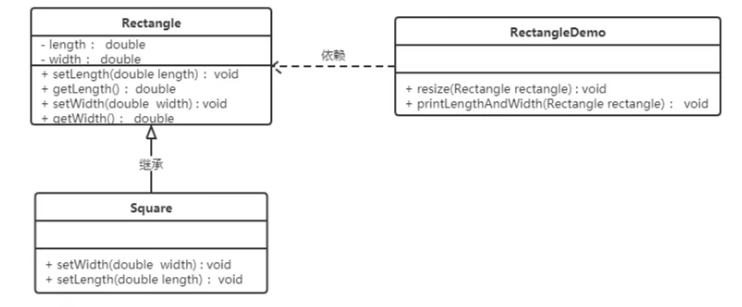 Rectangle
- length： double
- width： double
+ setLength(double length)： void
+ getLength()： double
+ setWidth(double width) : void
+ getWidth()： double
依赖
RectangleDemo
+ resize(Rectangle rectangle) : void
+ printLengthAndWidth(Rectangle rectangle)： void
继承
Square
+ setWidth(double width) : void
+ setLength(double length)： void